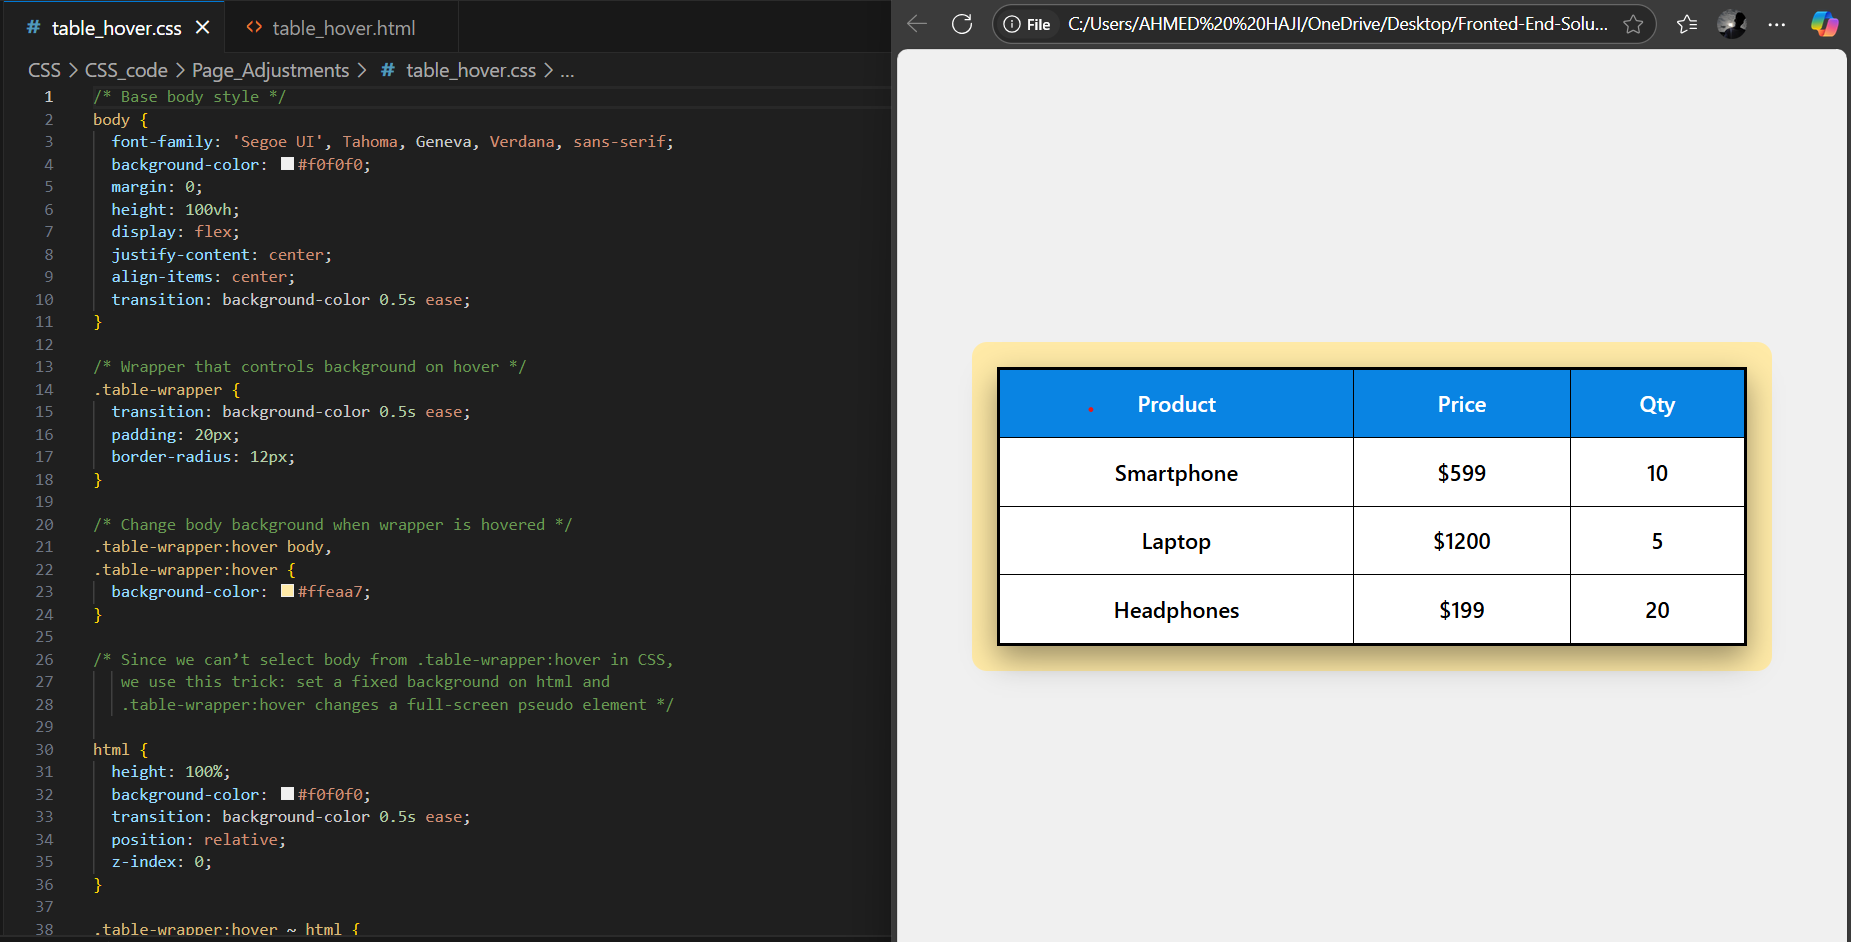 # table_hover.css ×
<> table_hover.html
CSS > CSS_code > Page_Adjustments > # table_hover.css > ...
1 /* Base body style */
2 body {
3 font-family: 'Segoe UI', Tahoma, Geneva, Verdana, sans-serif;
4 background-color: #f0f0f0;
5 margin: 0;
6 height: 100vh;
7 display: flex;
8 justify-content: center;
9 align-items: center;
10 transition: background-color 0.5s ease;
11 }
12
13 /* Wrapper that controls background on hover */
14 .table-wrapper {
15 transition: background-color 0.5s ease;
16 padding: 20px;
17 border-radius: 12px;
18 }
19
20 /* Change body background when wrapper is hovered */
21 .table-wrapper:hover body,
22 .table-wrapper:hover {
23 background-color: #ffeaa7;
24 }
25
26 /* Since we can’t select body from .table-wrapper:hover in CSS,
27 we use this trick: set a fixed background on html and
28 .table-wrapper:hover changes a full-screen pseudo element */
29
30 html {
31 height: 100%;
32 background-color: #f0f0f0;
33 transition: background-color 0.5s ease;
34 position: relative;
35 z-index: 0;
36 }
37
38 .table-wrapper:hover ~ html {
File C:/Users/AHMED%20%20HAJI/OneDrive/Desktop/Fronted-End-Solu...
Product Price Qty
Smartphone $599 10
Laptop $1200 5
Headphones $199 20